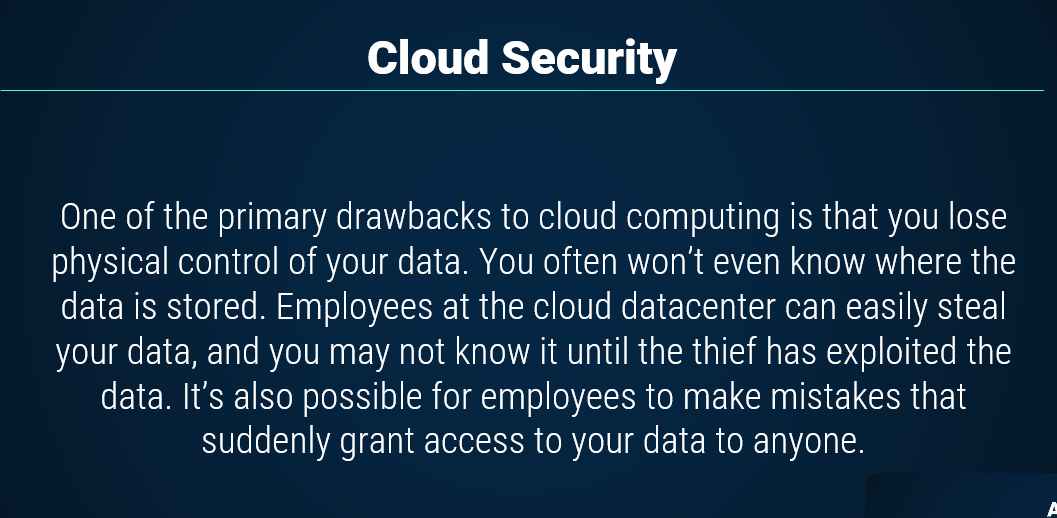 Cloud Security
One of the primary drawbacks to cloud computing is that you lose
physical control of your data. You often won’t even know where the
data is stored. Employees at the cloud datacenter can easily steal
your data, and you may not know it until the thief has exploited the
data. It’s also possible for employees to make mistakes that
suddenly grant access to your data to anyone.